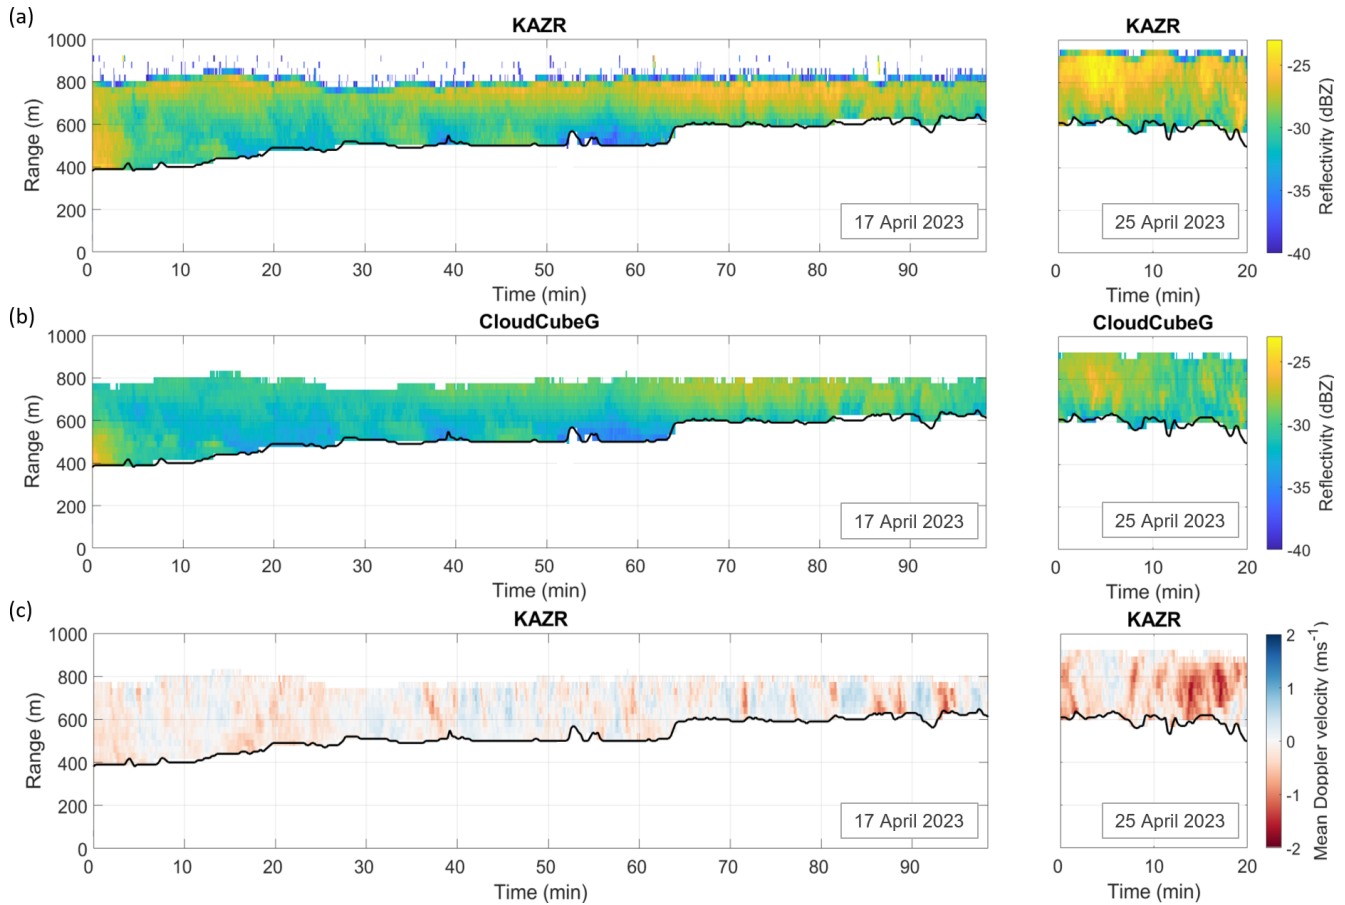 (a)
KAZR
KAZR
1000
800
600
400
200
0
Range (m)
0 10 20 30 40 50 60 70 80 90
Time (min)
17 April 2023
0 10 20
Time (min)
25 April 2023
-25
-30
-35
-40
Reflectivity (dBZ)
(b)
CloudCubeG
CloudCubeG
1000
800
600
400
200
0
Range (m)
0 10 20 30 40 50 60 70 80 90
Time (min)
17 April 2023
0 10 20
Time (min)
25 April 2023
-25
-30
-35
-40
Reflectivity (dBZ)
(c)
KAZR
KAZR
1000
800
600
400
200
0
Range (m)
0 10 20 30 40 50 60 70 80 90
Time (min)
17 April 2023
0 10 20
Time (min)
25 April 2023
2
1
0
-1
-2
Mean Doppler velocity (ms⁻¹)